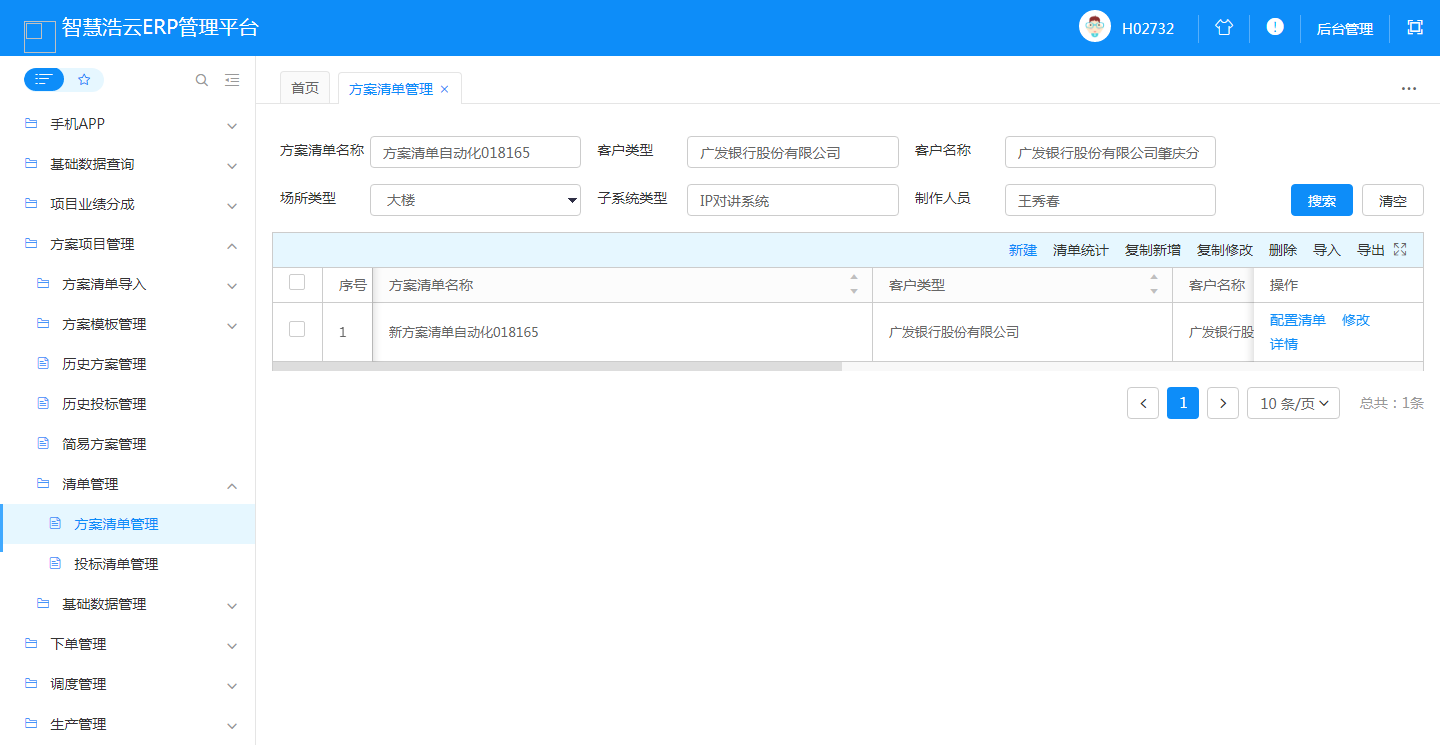 智慧浩云ERP管理平台
H02732
后台管理
首页
方案清单管理
手机APP
基础数据查询
项目业绩分成
方案项目管理
方案清单导入
方案模板管理
历史方案管理
历史投标管理
简易方案管理
清单管理
方案清单管理
投标清单管理
基础数据管理
下单管理
调度管理
生产管理
方案清单名称 方案清单自动化018165 客户类型 广发银行股份有限公司 客户名称 广发银行股份有限公司肇庆分
场所类型 大楼 子系统类型 IP对讲系统 制作人员 王秀春 搜索 清空
新建 清单统计 复制新增 复制修改 删除 导入 导出
序号 方案清单名称 客户类型 客户名称 操作
1 新方案清单自动化018165 广发银行股份有限公司 广发银行股 配置清单 修改
详情
1 10 条/页 总共：1条